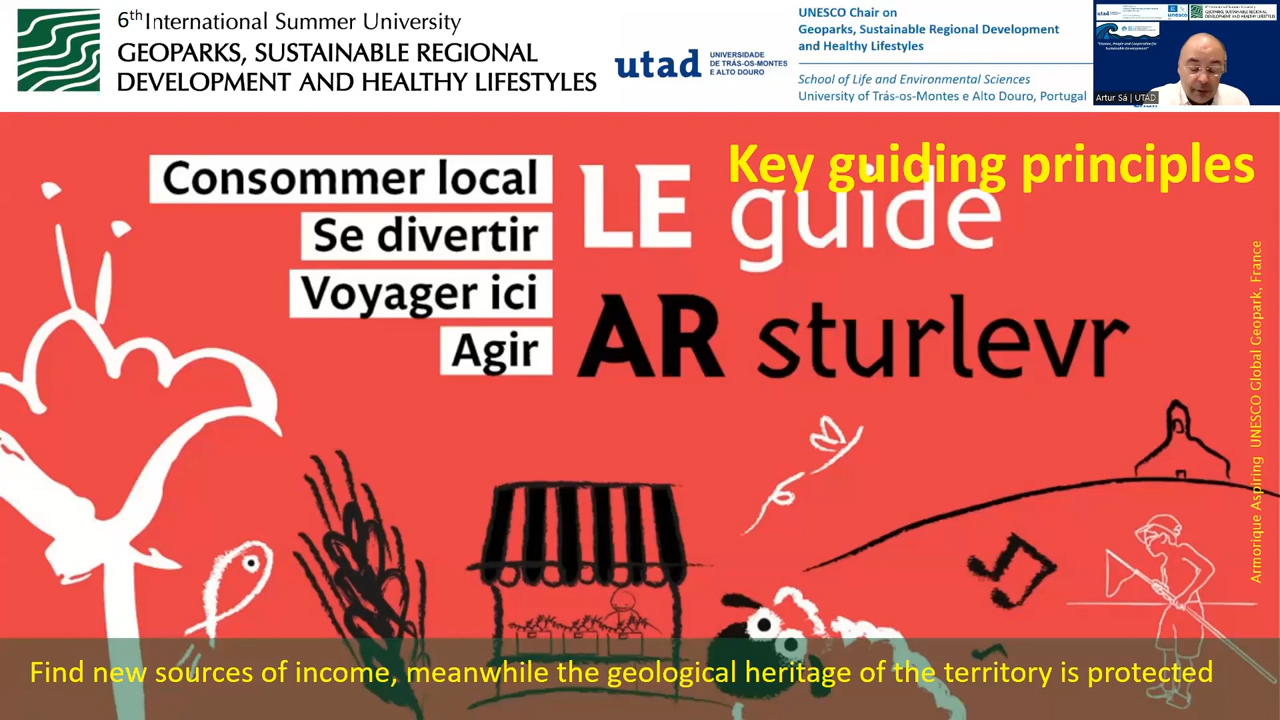 6th International Summer University
GEOPARKS, SUSTAINABLE REGIONAL
DEVELOPMENT AND HEALTHY LIFESTYLES
utad
UNIVERSIDADE
DE TRÁS-OS-MONTES
E ALTO DOURO
UNESCO Chair on
Geoparks, Sustainable Regional Development
and Healthy Lifestyles
School of Life and Environmental Sciences
University of Trás-os-Montes e Alto Douro, Portugal
Artur Sá | UTAD
Key guiding principles
Consommer local
Se divertir
Voyager ici
Agir
LE guide
AR sturlevr
Armorique Aspiring UNESCO Global Geopark, France
Find new sources of income, meanwhile the geological heritage of the territory is protected